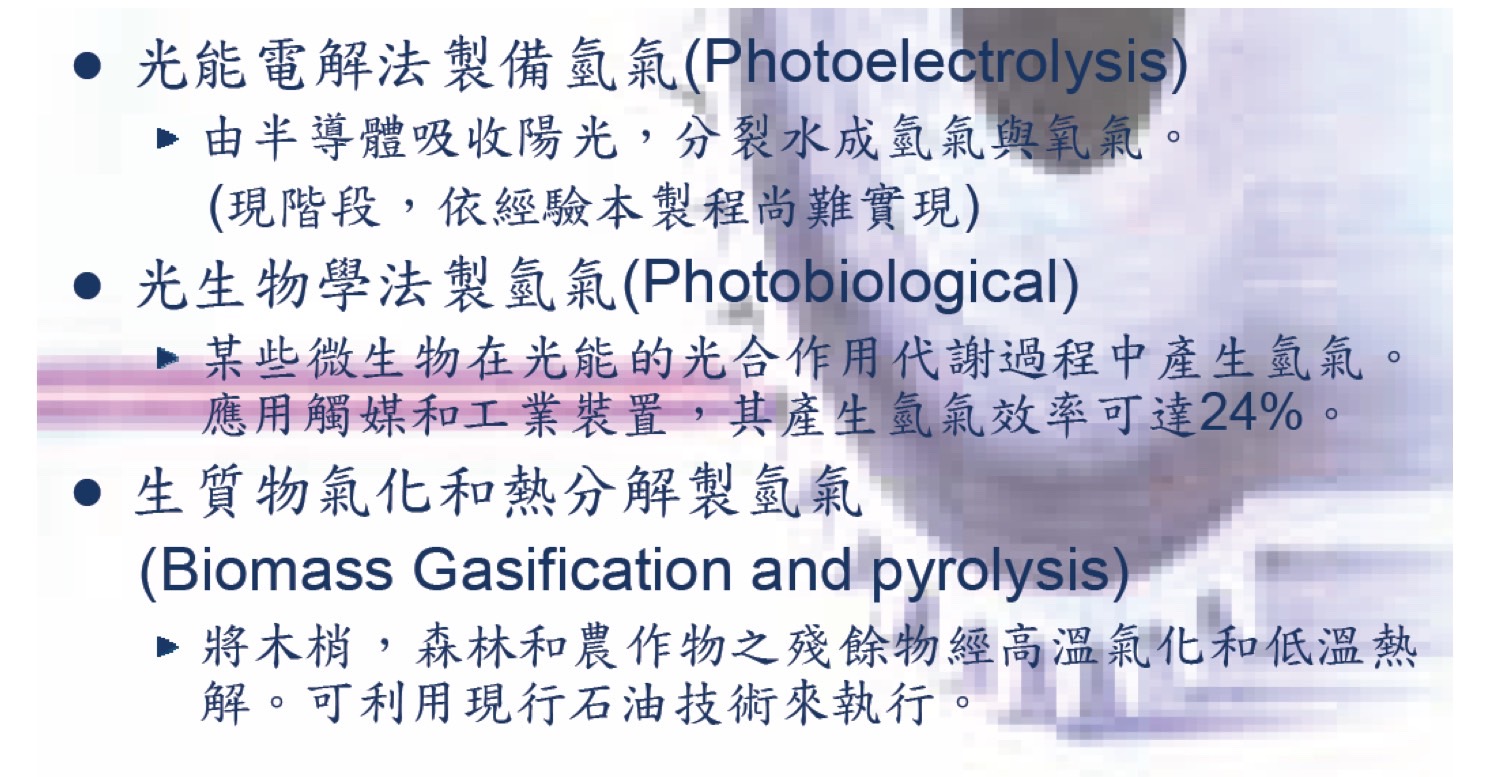 ● 光能電解法製備氫氣(Photoelectrolysis)
► 由半導體吸收陽光，分裂水成氫氣與氧氣。
(現階段，依經驗本製程尚難實現)
● 光生物學法製氫氣(Photobiological)
► 某些微生物在光能的光合作用代謝過程中產生氫氣。
應用觸媒和工業裝置，其產生氫氣效率可達24%。
● 生質物氣化和熱分解製氫氣
(Biomass Gasification and pyrolysis)
► 將木梢，森林和農作物之殘餘物經高溫氣化和低溫熱
解。可利用現行石油技術來執行。